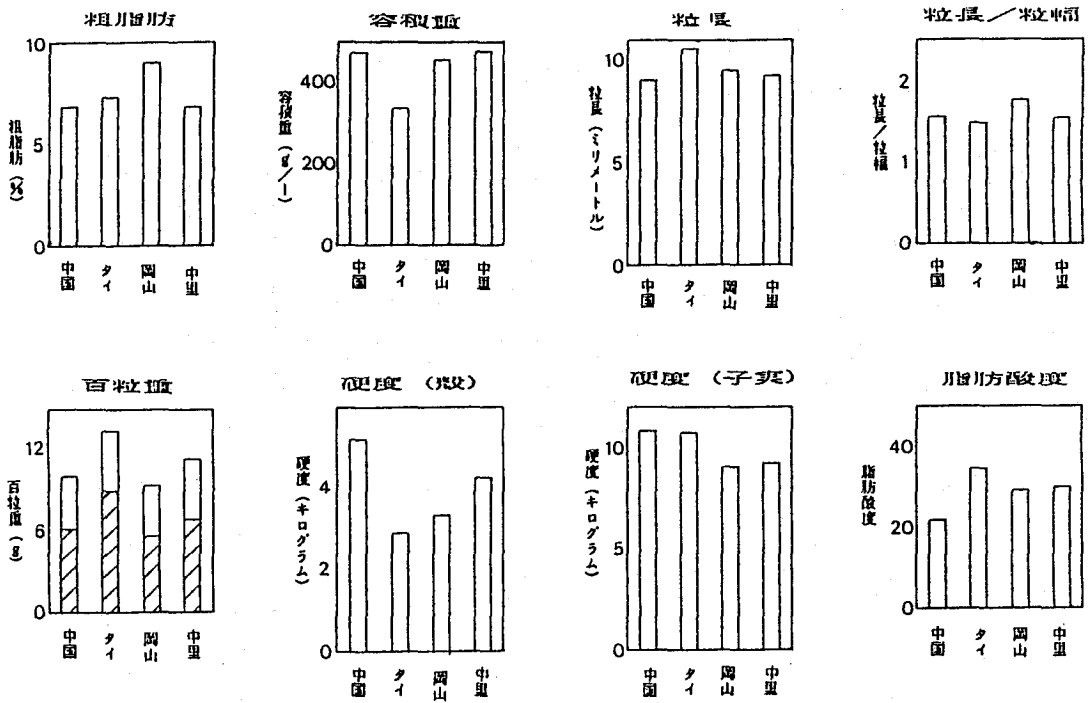 粗脂肪
10
5
0
粗脂肪(%)
中国
タイ
岡山
中里
容積重
400
200
0
容積重(g/l)
中国
タイ
岡山
中里
粒長
10
5
0
粒長(ミリメートル)
中国
タイ
岡山
中里
粒長/粒幅
2
1
0
粒長/粒幅
中国
タイ
岡山
中里
百粒重
12
6
0
百粒重(g)
中国
タイ
岡山
中里
硬度(殻)
4
2
0
硬度(キログラム)
中国
タイ
岡山
中里
硬度(子実)
10
5
0
硬度(キログラム)
中国
タイ
岡山
中里
脂肪酸度
40
20
0
脂肪酸度
中国
タイ
岡山
中里